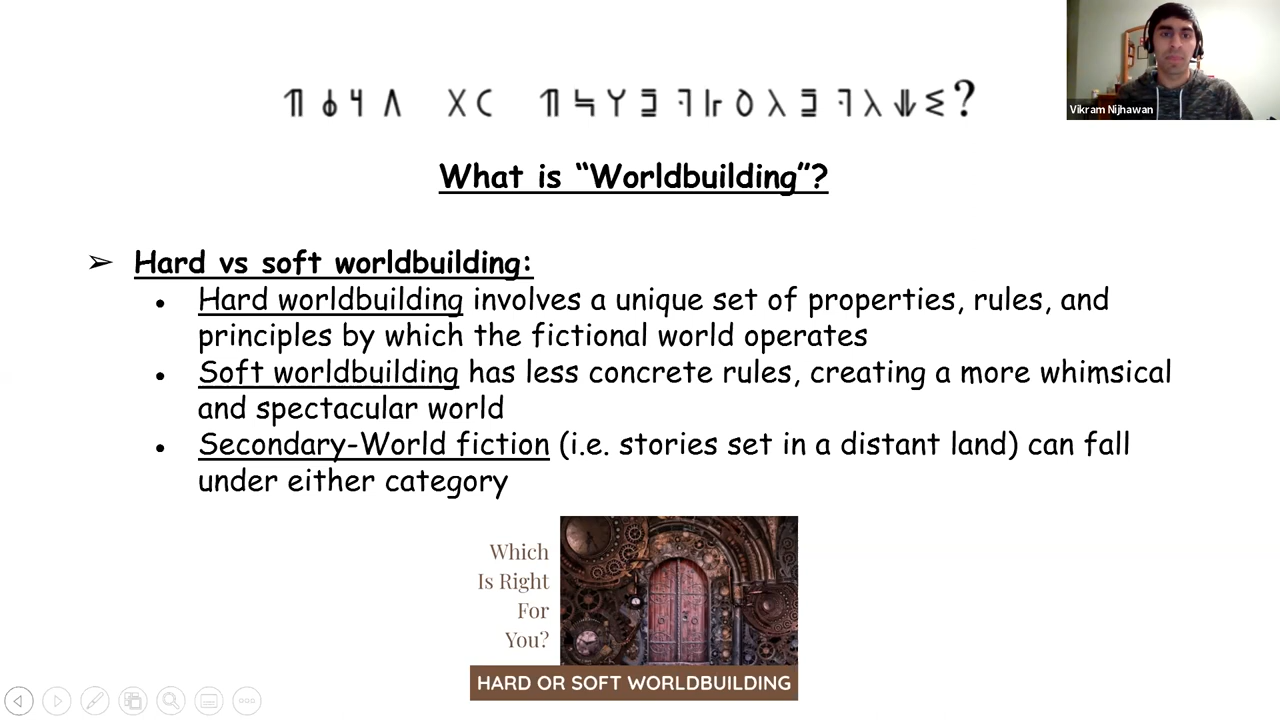 Vikram Nijhawan
What is “Worldbuilding”?
➢ Hard vs soft worldbuilding:
• Hard worldbuilding involves a unique set of properties, rules, and
principles by which the fictional world operates
• Soft worldbuilding has less concrete rules, creating a more whimsical
and spectacular world
• Secondary-World fiction (i.e. stories set in a distant land) can fall
under either category
Which
Is Right
For
You?
HARD OR SOFT WORLDBUILDING